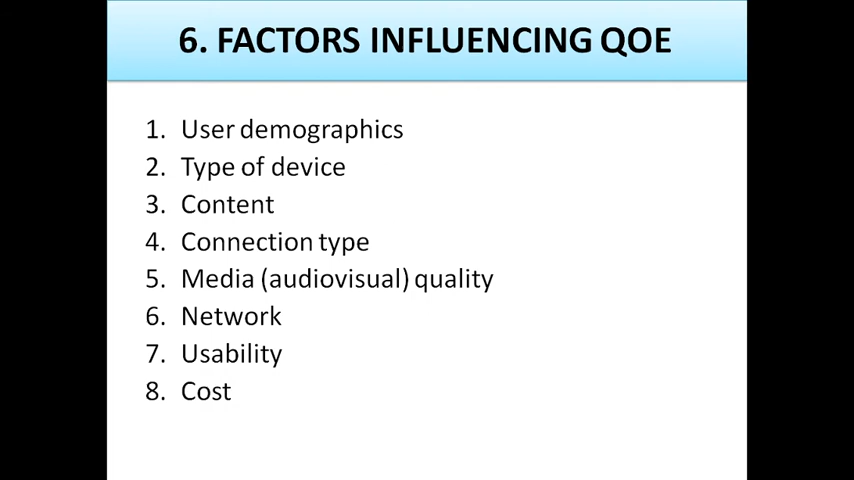 6. FACTORS INFLUENCING QOE
1. User demographics
2. Type of device
3. Content
4. Connection type
5. Media (audiovisual) quality
6. Network
7. Usability
8. Cost